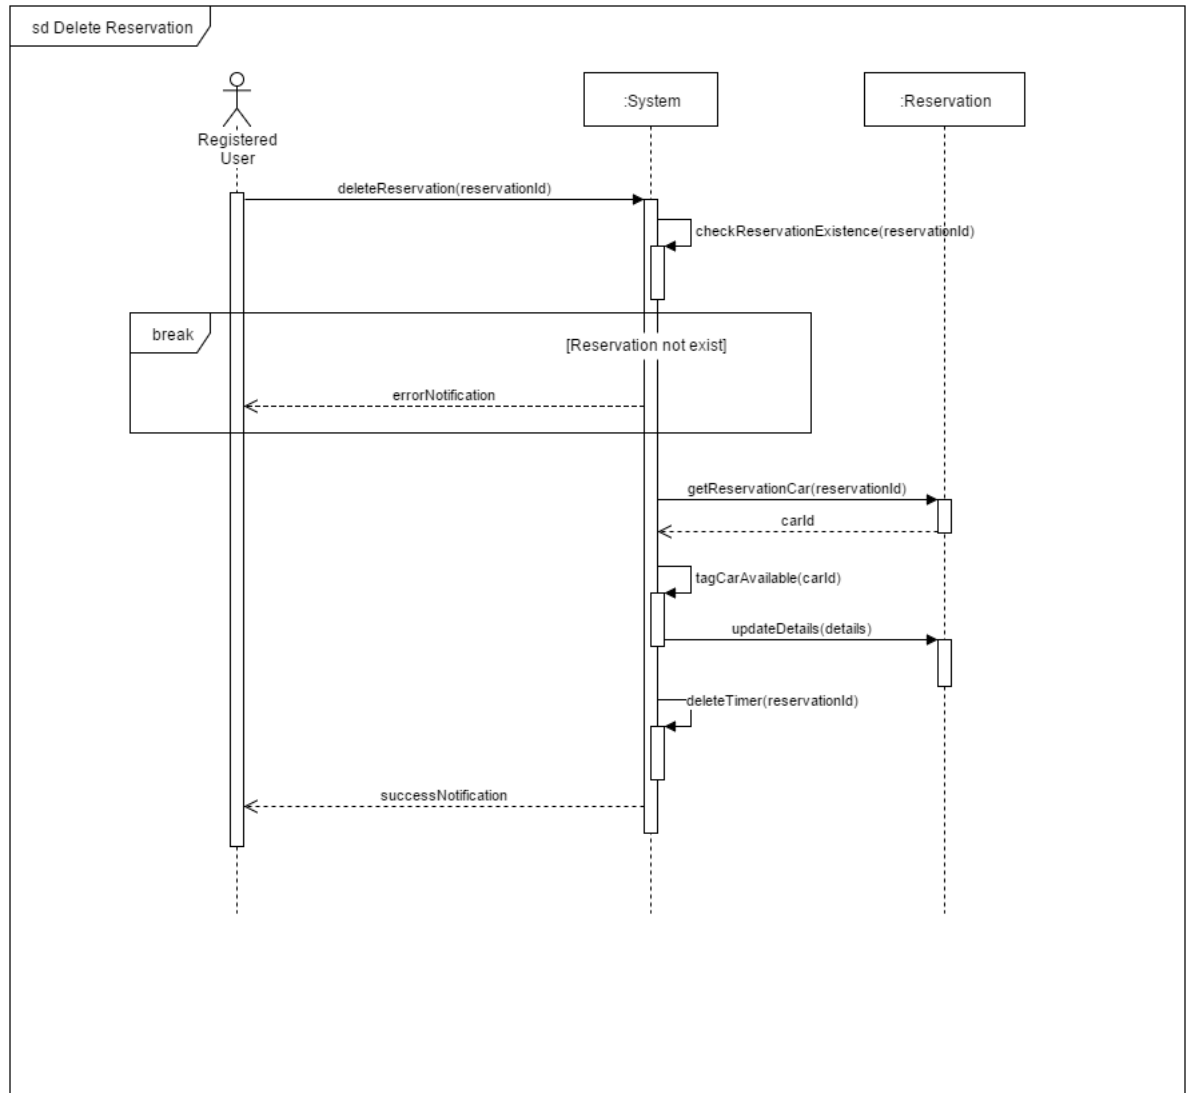 sd Delete Reservation
:System
:Reservation
Registered
User
deleteReservation(reservationId)
checkReservationExistence(reservationId)
break
[Reservation not exist]
errorNotification
getReservationCar(reservationId)
carId
tagCarAvailable(carId)
updateDetails(details)
deleteTimer(reservationId)
successNotification